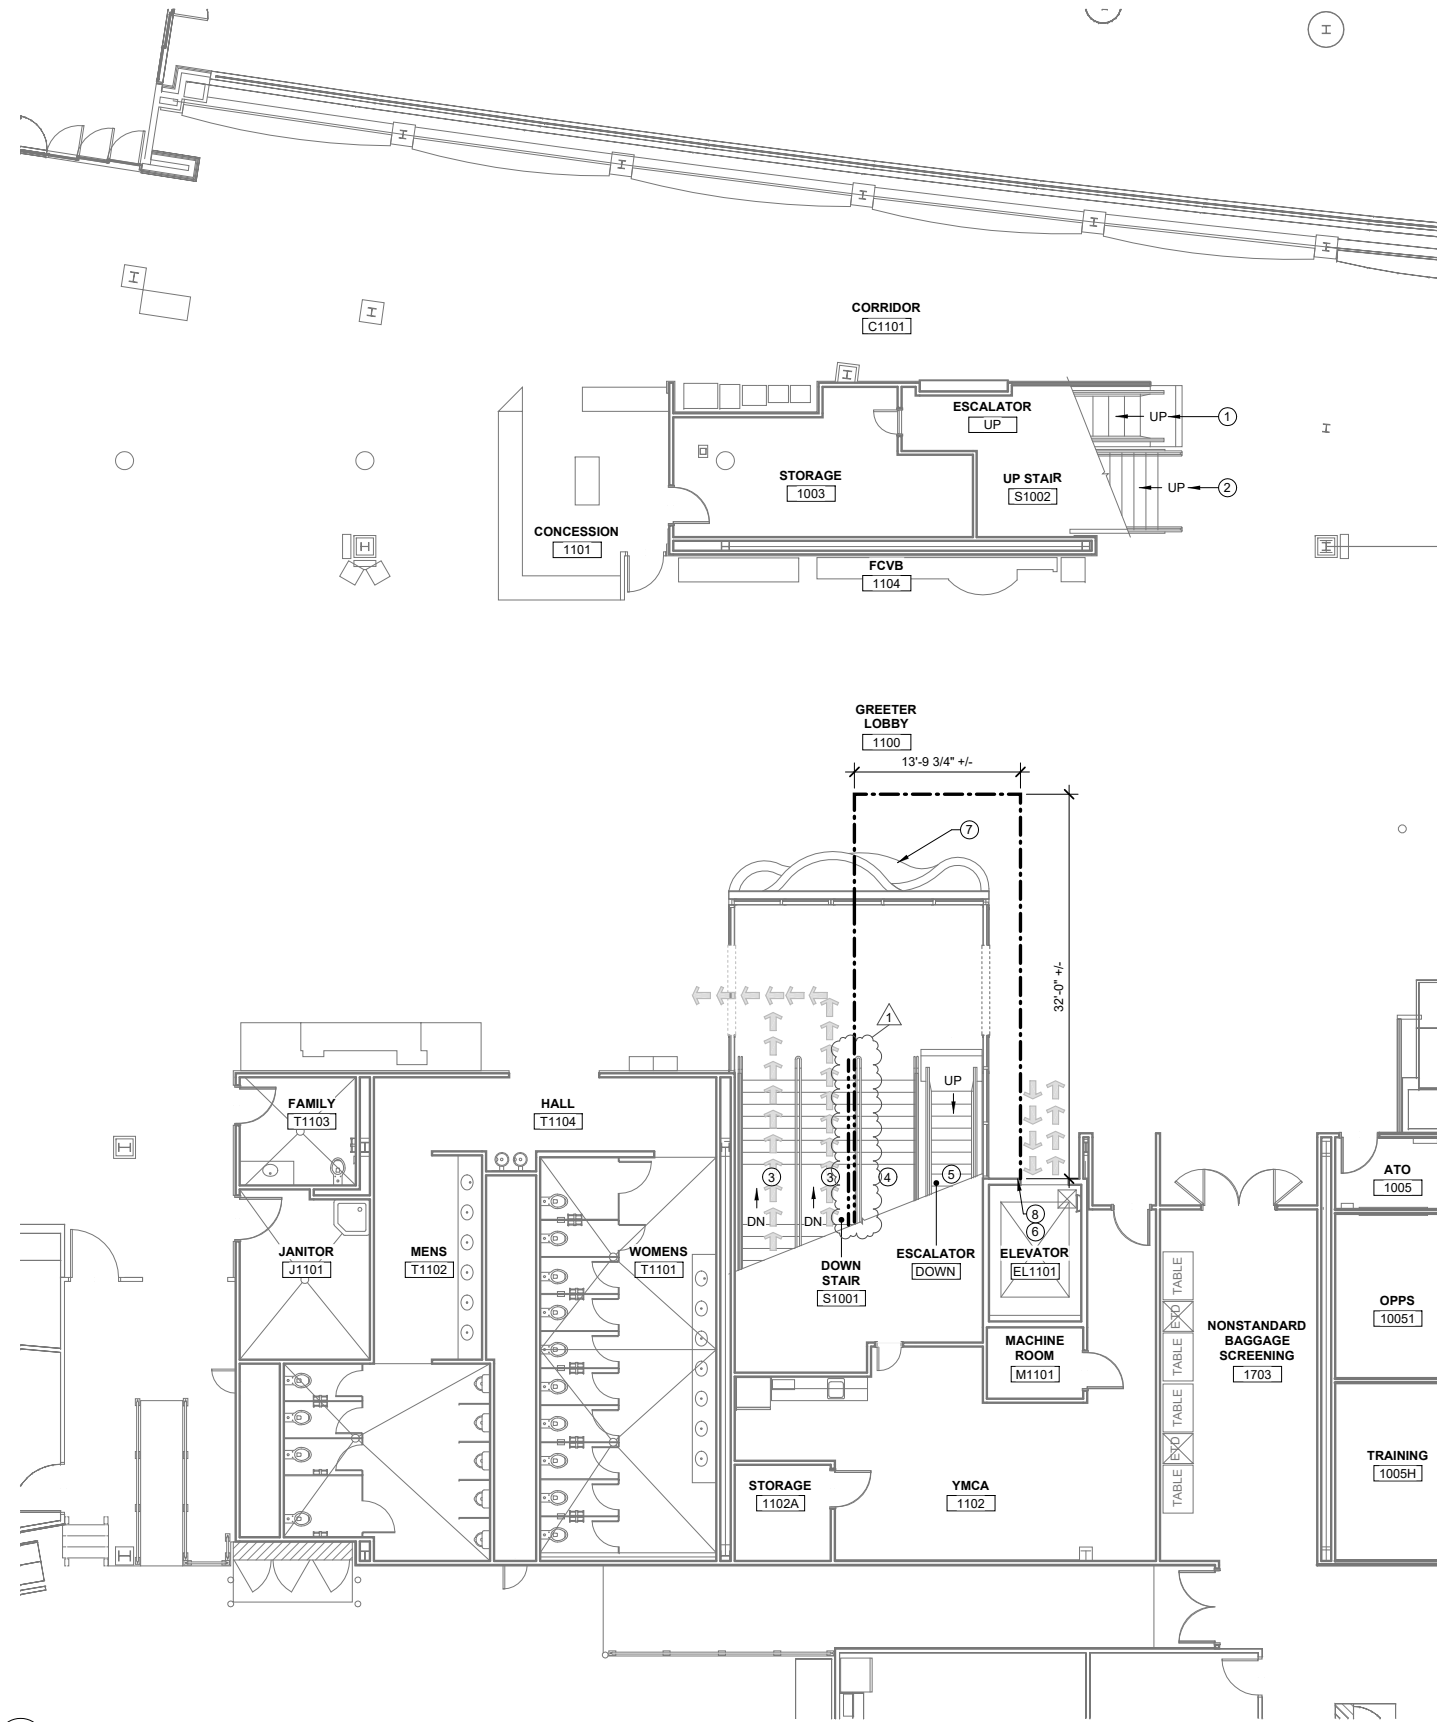 CORRIDOR
C1101
ESCALATOR
UP
UP
1
STORAGE
1003
UP STAIR
S1002
UP
2
CONCESSION
1101
FCVB
1104
GREETER
LOBBY
1100
13'-9 3/4" +/-
7
32'-0" +/-
1
UP
FAMILY
T1103
HALL
T1104
3
3
4
5
DN
DN
8
6
ATO
1005
JANITOR
J1101
MENS
T1102
WOMENS
T1101
DOWN
STAIR
S1001
ESCALATOR
DOWN
ELEVATOR
EL1101
TABLE
ETD
TABLE
TABLE
ETD
TABLE
NONSTANDARD
BAGGAGE
SCREENING
1703
OPPS
10051
MACHINE
ROOM
M1101
TRAINING
1005H
STORAGE
1102A
YMCA
1102